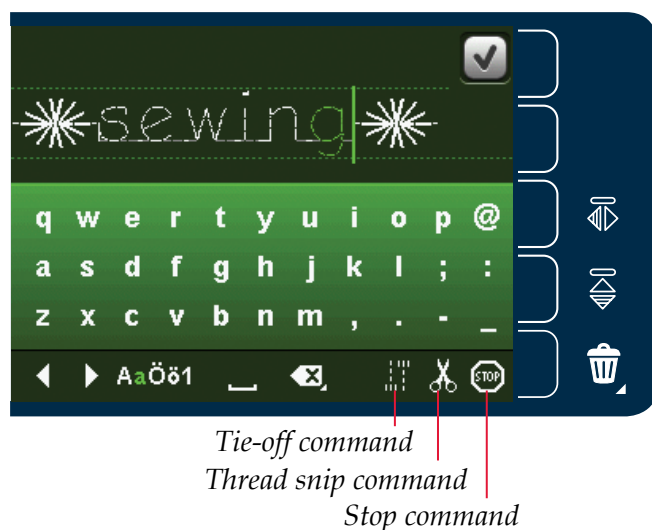 sewing
q w e r t y u i o p @
a s d f g h j k l ; :
z x c v b n m , . - _
AaÖö1 STOP
Tie-off command
Thread snip command
Stop command